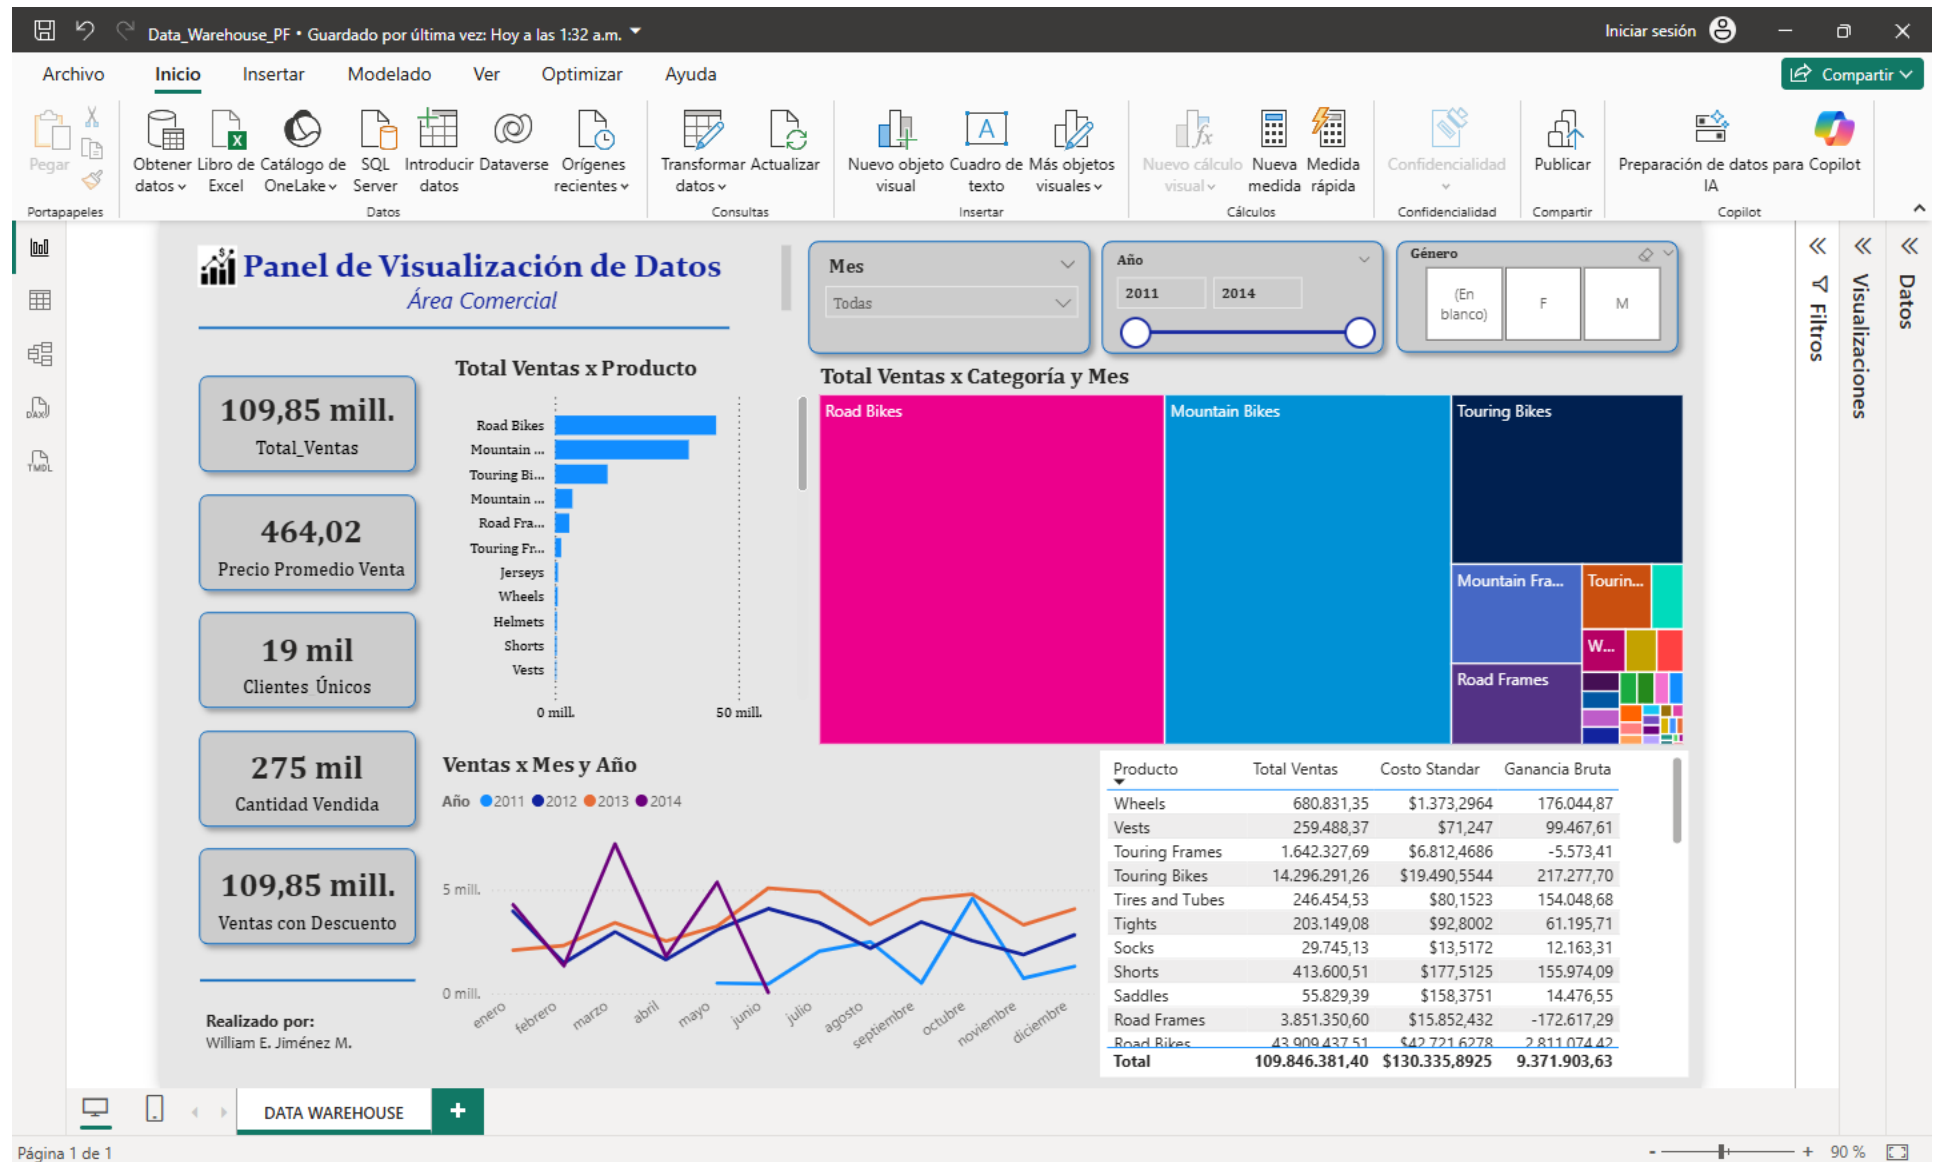 Data_Warehouse_PF • Guardado por última vez: Hoy a las 1:32 a.m.
Iniciar sesión
Archivo Inicio Insertar Modelado Ver Optimizar Ayuda
Compartir
Pegar
Obtener datos
Libro de Excel
Catálogo de OneLake
SQL Server
Introducir datos
Dataverse
Orígenes recientes
Transformar datos
Actualizar
Nuevo objeto visual
Cuadro de texto
Más objetos visuales
Nuevo cálculo visual
Nueva medida
Medida rápida
Confidencialidad
Publicar
Preparación de datos para IA
Copilot
Portapapeles Datos Consultas Insertar Cálculos Confidencialidad Compartir Copilot
DAX
TMDL
Panel de Visualización de Datos
Área Comercial
Mes
Todas
Año
2011 2014
Género
(En blanco)
F
M
Filtros
Visualizaciones
Datos
109,85 mill.
Total_Ventas
464,02
Precio Promedio Venta
19 mil
Clientes Únicos
275 mil
Cantidad Vendida
109,85 mill.
Ventas con Descuento
Realizado por:
William E. Jiménez M.
Total Ventas x Producto
Road Bikes
Mountain ...
Touring Bi...
Mountain ...
Road Fra...
Touring Fr...
Jerseys
Wheels
Helmets
Shorts
Vests
0 mill. 50 mill.
Total Ventas x Categoría y Mes
Road Bikes
Mountain Bikes
Touring Bikes
Mountain Fra...
Tourin...
W...
Road Frames
Ventas x Mes y Año
Año 2011 2012 2013 2014
5 mill.
0 mill.
enero febrero marzo abril mayo junio julio agosto septiembre octubre noviembre diciembre
Producto Total Ventas Costo Standar Ganancia Bruta
Wheels 680.831,35 $1.373,2964 176.044,87
Vests 259.488,37 $71,247 99.467,61
Touring Frames 1.642.327,69 $6.812,4686 -5.573,41
Touring Bikes 14.296.291,26 $19.490,5544 217.277,70
Tires and Tubes 246.454,53 $80,1523 154.048,68
Tights 203.149,08 $92,8002 61.195,71
Socks 29.745,13 $13,5172 12.163,31
Shorts 413.600,51 $177,5125 155.974,09
Saddles 55.829,39 $158,3751 14.476,55
Road Frames 3.851.350,60 $15.852,432 -172.617,29
Road Bikes 43.909.437,51 $42.721,6278 2.811.074,42
Total 109.846.381,40 $130.335,8925 9.371.903,63
DATA WAREHOUSE
+
Página 1 de 1
- + 90 %